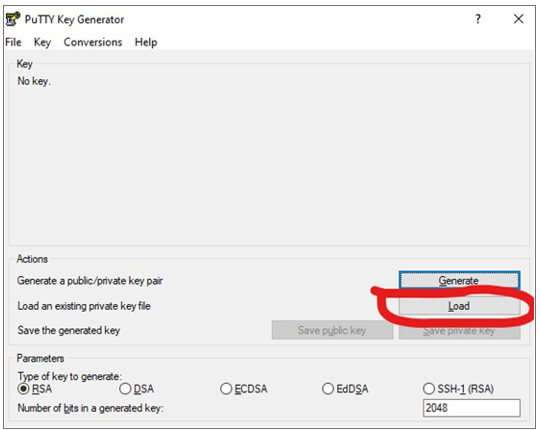 PuTTY Key Generator
?
File Key Conversions Help
Key
No key.
Actions
Generate a public/private key pair
Generate
Load an existing private key file
Load
Save the generated key
Save public key
Save private key
Parameters
Type of key to generate:
RSA DSA ECDSA EdDSA SSH-1 (RSA)
Number of bits in a generated key:
2048